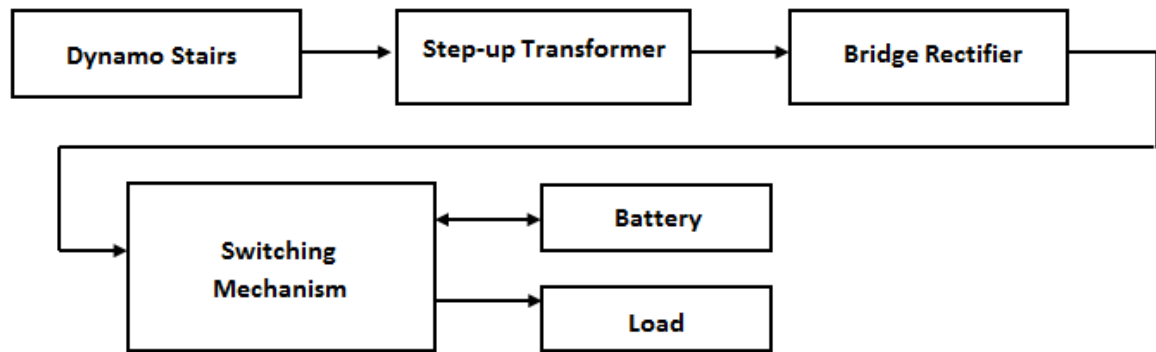 Dynamo Stairs
Step-up Transformer
Bridge Rectifier
Switching
Mechanism
Battery
Load